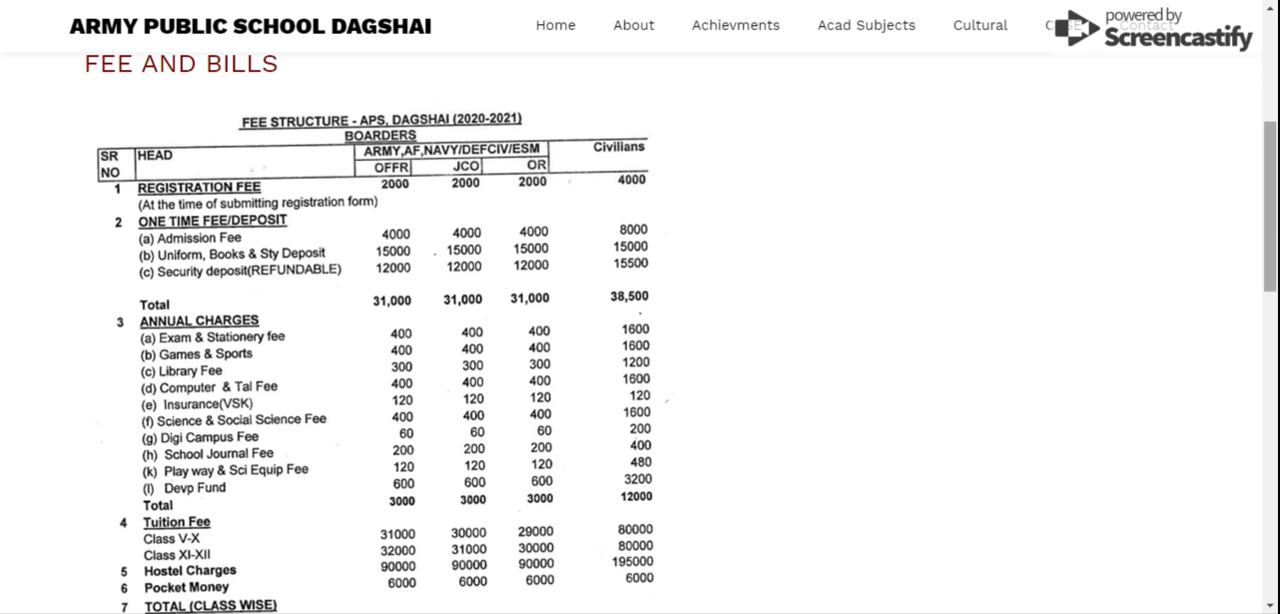 ARMY PUBLIC SCHOOL DAGSHAI Home About Achievments Acad Subjects Cultural Contact
powered by
Screencastify
FEE AND BILLS
FEE STRUCTURE - APS, DAGSHAI (2020-2021)
BOARDERS
SR NO HEAD ARMY,AF,NAVY/DEFCIV/ESM Civilians
OFFR JCO OR
1 REGISTRATION FEE 2000 2000 2000 4000
(At the time of submitting registration form)
2 ONE TIME FEE/DEPOSIT
(a) Admission Fee 4000 4000 4000 8000
(b) Uniform, Books & Sty Deposit 15000 15000 15000 15000
(c) Security deposit(REFUNDABLE) 12000 12000 12000 15500
Total 31,000 31,000 31,000 38,500
3 ANNUAL CHARGES
(a) Exam & Stationery fee 400 400 400 1600
(b) Games & Sports 400 400 400 1600
(c) Library Fee 300 300 300 1200
(d) Computer & Tal Fee 400 400 400 1600
(e) Insurance(VSK) 120 120 120 120
(f) Science & Social Science Fee 400 400 400 1600
(g) Digi Campus Fee 60 60 60 200
(h) School Journal Fee 200 200 200 400
(k) Play way & Sci Equip Fee 120 120 120 480
(l) Devp Fund 600 600 600 3200
Total 3000 3000 3000 12000
4 Tuition Fee
Class V-X 31000 30000 29000 80000
Class XI-XII 32000 31000 30000 80000
5 Hostel Charges 90000 90000 90000 195000
6 Pocket Money 6000 6000 6000 6000
7 TOTAL (CLASS WISE)